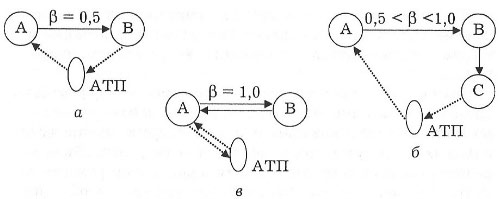 A β = 0,5 B
АТП
а
A 0,5 < β <1,0 B
C
АТП
б
A β = 1,0 B
АТП
в